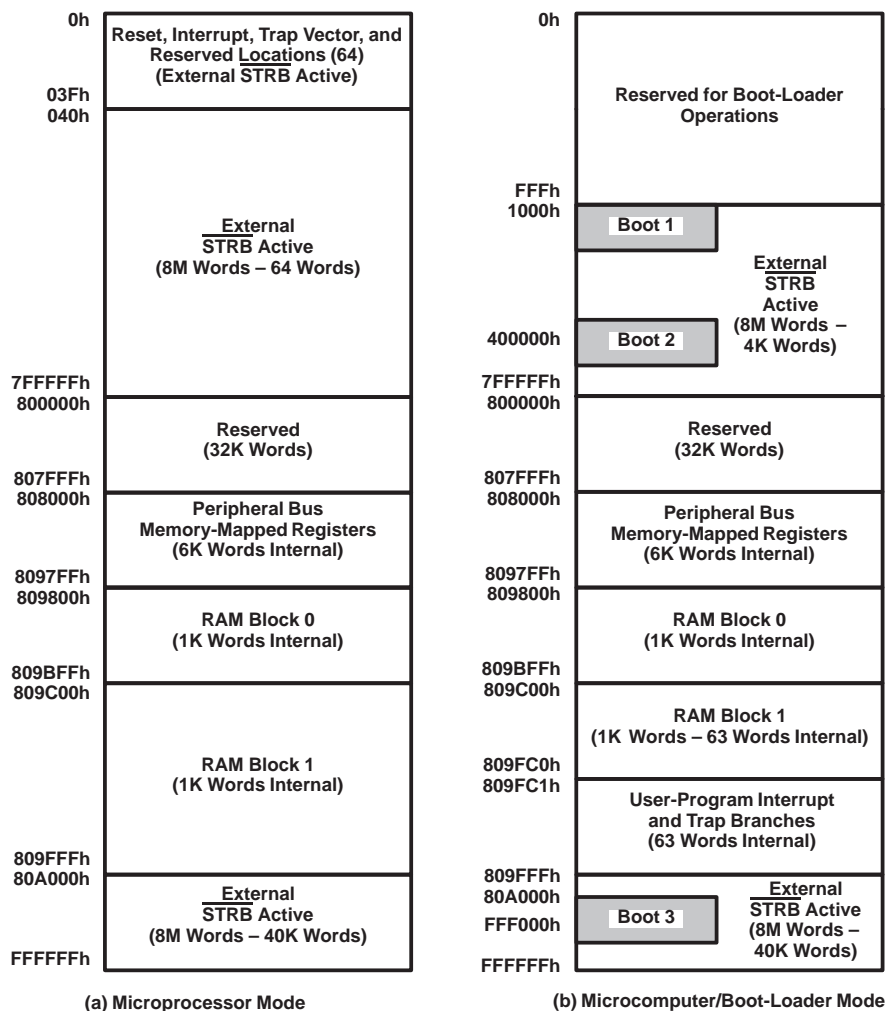 0h
Reset, Interrupt, Trap Vector, and
Reserved Locations (64)
(External STRB Active)
03Fh
040h
External
STRB Active
(8M Words – 64 Words)
7FFFFFh
800000h
Reserved
(32K Words)
807FFFh
808000h
Peripheral Bus
Memory-Mapped Registers
(6K Words Internal)
8097FFh
809800h
RAM Block 0
(1K Words Internal)
809BFFh
809C00h
RAM Block 1
(1K Words Internal)
809FFFh
80A000h
External
STRB Active
(8M Words – 40K Words)
FFFFFFh
(a) Microprocessor Mode
0h
Reserved for Boot-Loader
Operations
FFFh
1000h
Boot 1
External
STRB
Active
(8M Words –
4K Words)
400000h
Boot 2
7FFFFFh
800000h
Reserved
(32K Words)
807FFFh
808000h
Peripheral Bus
Memory-Mapped Registers
(6K Words Internal)
8097FFh
809800h
RAM Block 0
(1K Words Internal)
809BFFh
809C00h
RAM Block 1
(1K Words – 63 Words Internal)
809FC0h
809FC1h
User-Program Interrupt
and Trap Branches
(63 Words Internal)
809FFFh
80A000h
Boot 3
FFF000h
External
STRB Active
(8M Words –
40K Words)
FFFFFFh
(b) Microcomputer/Boot-Loader Mode